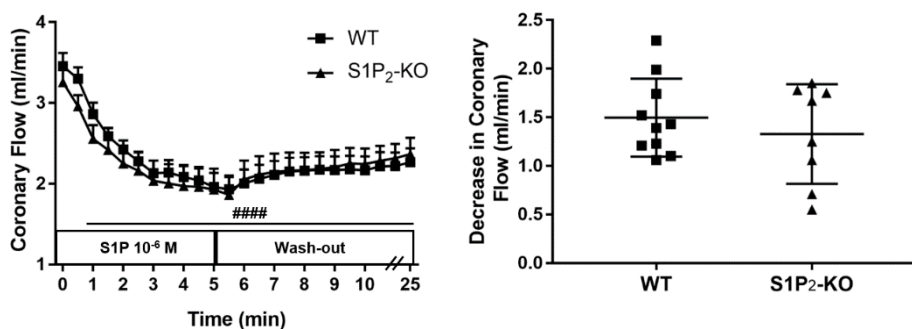 Coronary Flow (ml/min)
4
3
2
1
WT
S1P₂-KO
####
S1P 10⁻⁶ M
Wash-out
0 1 2 3 4 5 6 7 8 9 10 25
Time (min)
Decrease in Coronary
Flow (ml/min)
2.5
2.0
1.5
1.0
0.5
0.0
WT
S1P₂-KO